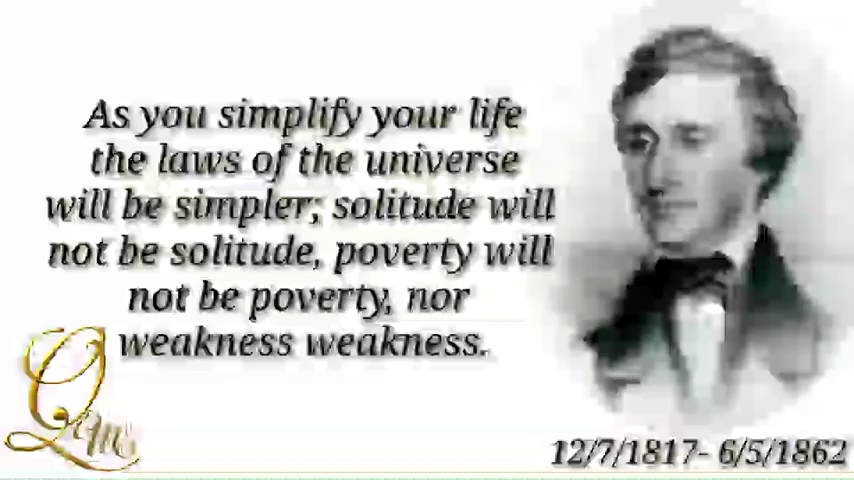 As you simplify your life
the laws of the universe
will be simpler; solitude will
not be solitude, poverty will
not be poverty, nor
weakness weakness.
12/7/1817- 6/5/1862